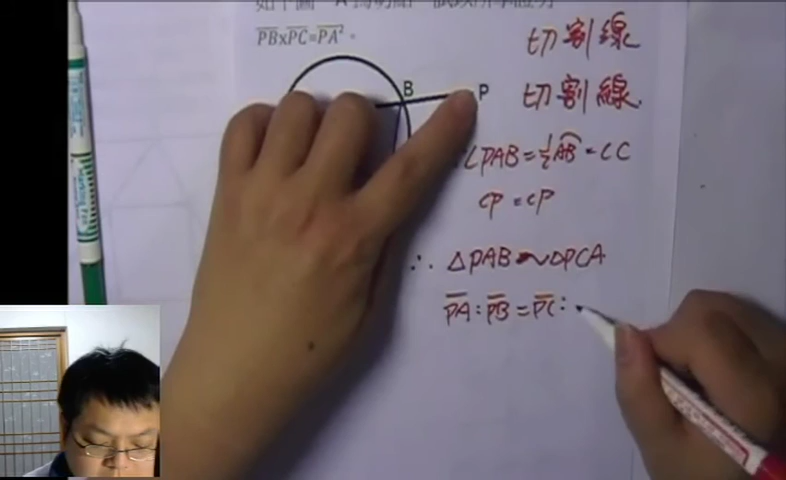 PB×PC=PA²。
切割線
B
P
切割線
∠PAB=½AB=∠C
∠P=∠P
∴ △PAB~△PCA
PA:PB=PC: